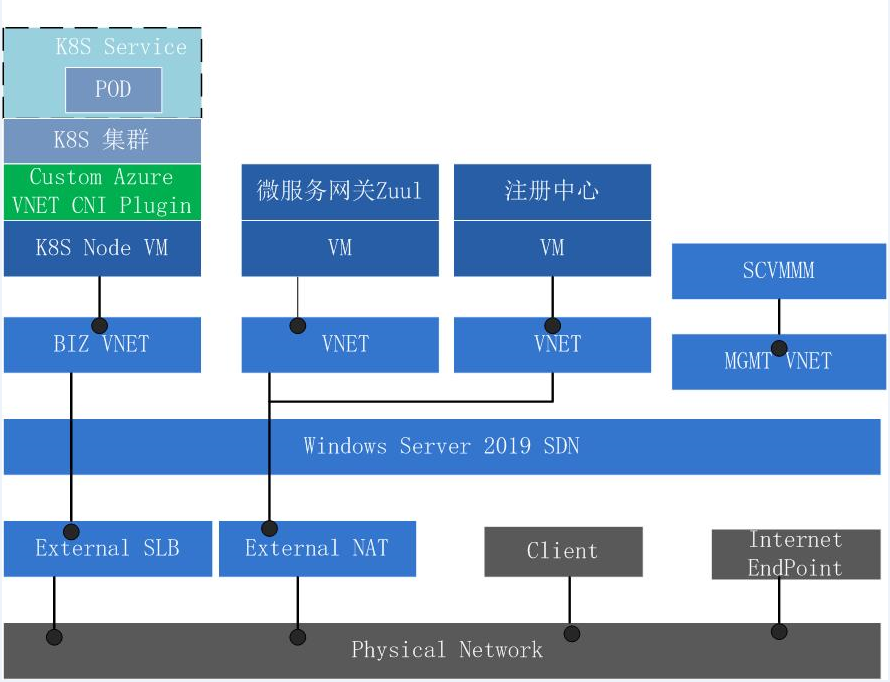 K8S Service
POD
K8S 集群
Custom Azure
VNET CNI Plugin
K8S Node VM
BIZ VNET
微服务网关Zuul
VM
VNET
注册中心
VM
VNET
SCVMMM
MGMT VNET
Windows Server 2019 SDN
External SLB
External NAT
Client
Internet
EndPoint
Physical Network